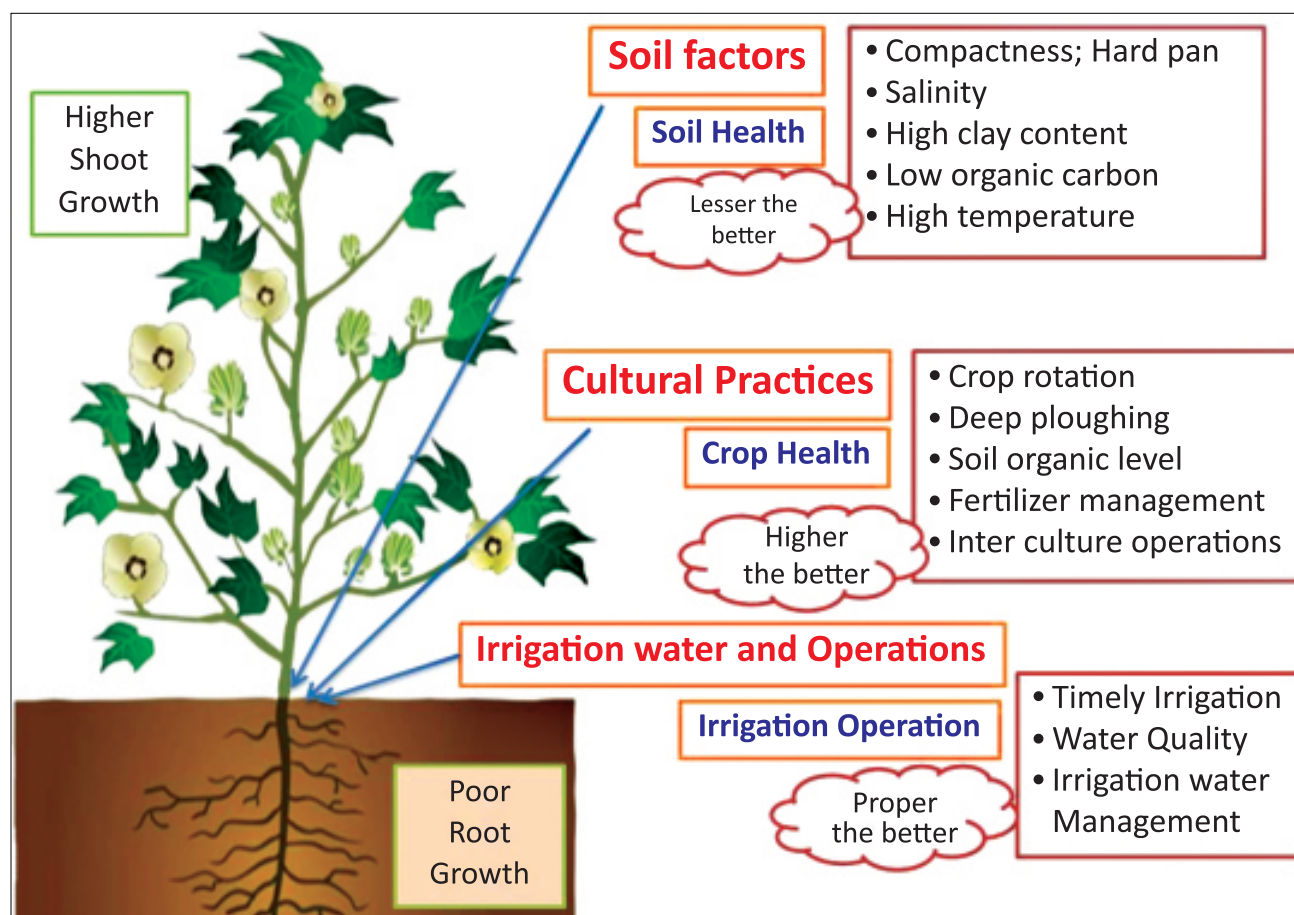 Higher
Shoot
Growth
Soil factors
Soil Health
Lesser the
better
• Compactness; Hard pan
• Salinity
• High clay content
• Low organic carbon
• High temperature
Cultural Practices
Crop Health
Higher
the better
• Crop rotation
• Deep ploughing
• Soil organic level
• Fertilizer management
• Inter culture operations
Irrigation water and Operations
Irrigation Operation
Proper
the better
• Timely Irrigation
• Water Quality
• Irrigation water
Management
Poor
Root
Growth